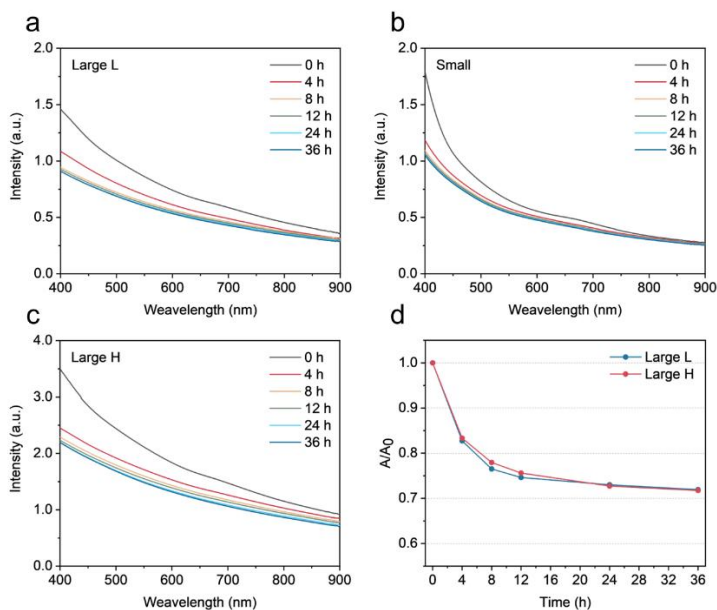 a
Large L
0 h
4 h
8 h
12 h
24 h
36 h
2.0
1.5
1.0
0.5
0.0
Intensity (a.u.)
400 500 600 700 800 900
Weavelength (nm)
b
Small
0 h
4 h
8 h
12 h
24 h
36 h
2.0
1.5
1.0
0.5
0.0
Intensity (a.u.)
400 500 600 700 800 900
Weavelength (nm)
c
Large H
0 h
4 h
8 h
12 h
24 h
36 h
4.0
3.0
2.0
1.0
0.0
Intensity (a.u.)
400 500 600 700 800 900
Weavelength (nm)
d
Large L
Large H
1.0
0.9
0.8
0.7
0.6
A/A0
0 4 8 12 16 20 24 28 32 36
Time (h)